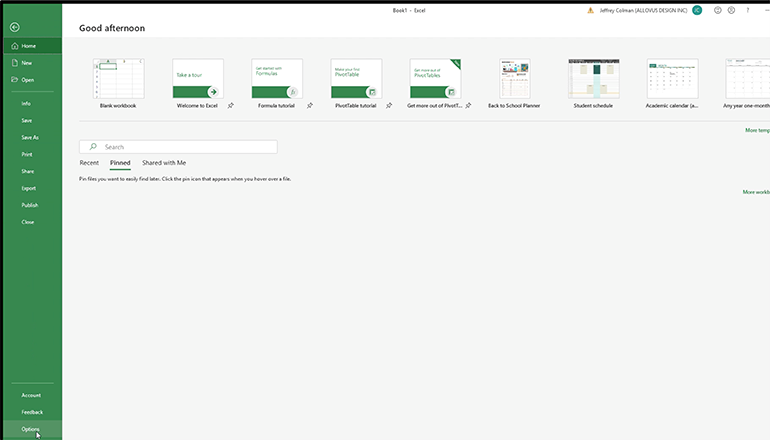 Book1 - Excel
Jeffrey Colman (ALLOVUS DESIGN INC)
JC
?
Good afternoon
Home
New
Open
Info
Save
Save As
Print
Share
Export
Publish
Close
Account
Feedback
Options
Take a tour
Get started with
Formulas
fx
Make your first
PivotTable
Get more out of
PivotTables
Blank workbook
Welcome to Excel
Formula tutorial
PivotTable tutorial
Get more out of PivotT...
Back to School Planner
Student schedule
Academic calendar (a...
Any year one-month
More temp
Search
Recent
Pinned
Shared with Me
Pin files you want to easily find later. Click the pin icon that appears when you hover over a file.
More workb